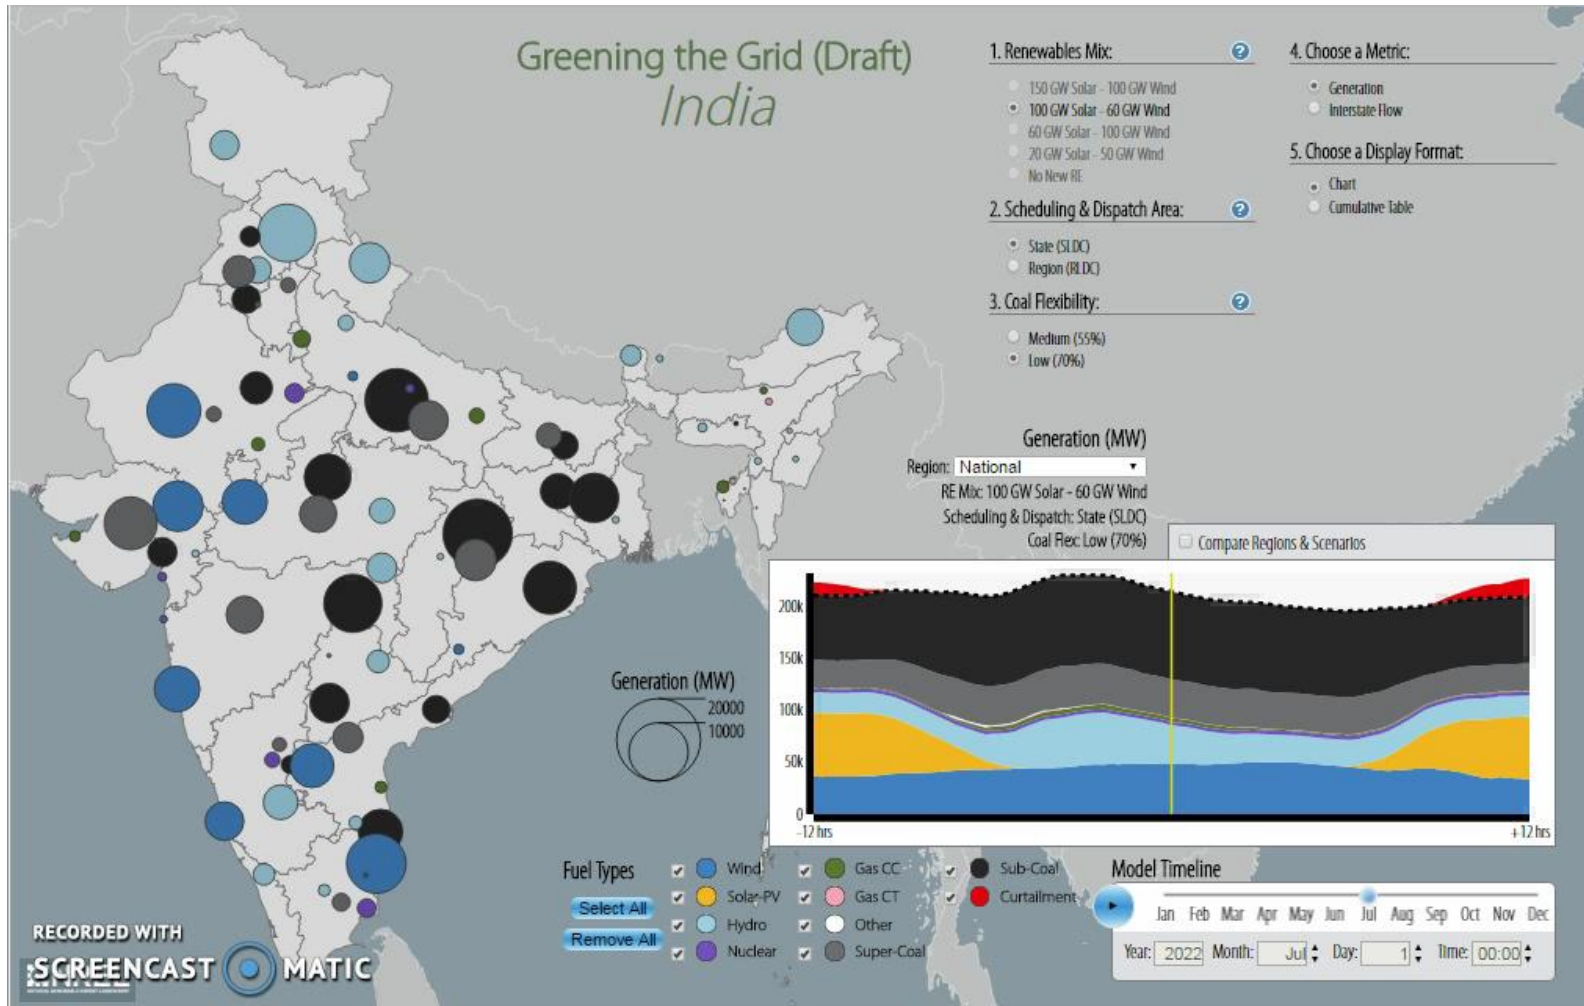 Greening the Grid (Draft)
India
1. Renewables Mix:
?
150 GW Solar - 100 GW Wind
100 GW Solar - 60 GW Wind
60 GW Solar - 100 GW Wind
20 GW Solar - 50 GW Wind
No New RE
2. Scheduling & Dispatch Area:
?
State (SLDC)
Region (RLDC)
3. Coal Flexibility:
?
Medium (55%)
Low (70%)
4. Choose a Metric:
Generation
Interstate Flow
5. Choose a Display Format:
Chart
Cumulative Table
Generation (MW)
Region: National
RE Mix: 100 GW Solar - 60 GW Wind
Scheduling & Dispatch: State (SLDC)
Coal Flex: Low (70%)
Compare Regions & Scenarios
200k
150k
100k
50k
0
-12 hrs
+12 hrs
Generation (MW)
20000
10000
Fuel Types
Select All
Remove All
Wind
Solar-PV
Hydro
Nuclear
Gas CC
Gas CT
Other
Super-Coal
Sub-Coal
Curtailment
Model Timeline
Jan Feb Mar Apr May Jun Jul Aug Sep Oct Nov Dec
Year: 2022 Month: Jul Day: 1 Time: 00:00
RECORDED WITH
SCREENCAST MATIC